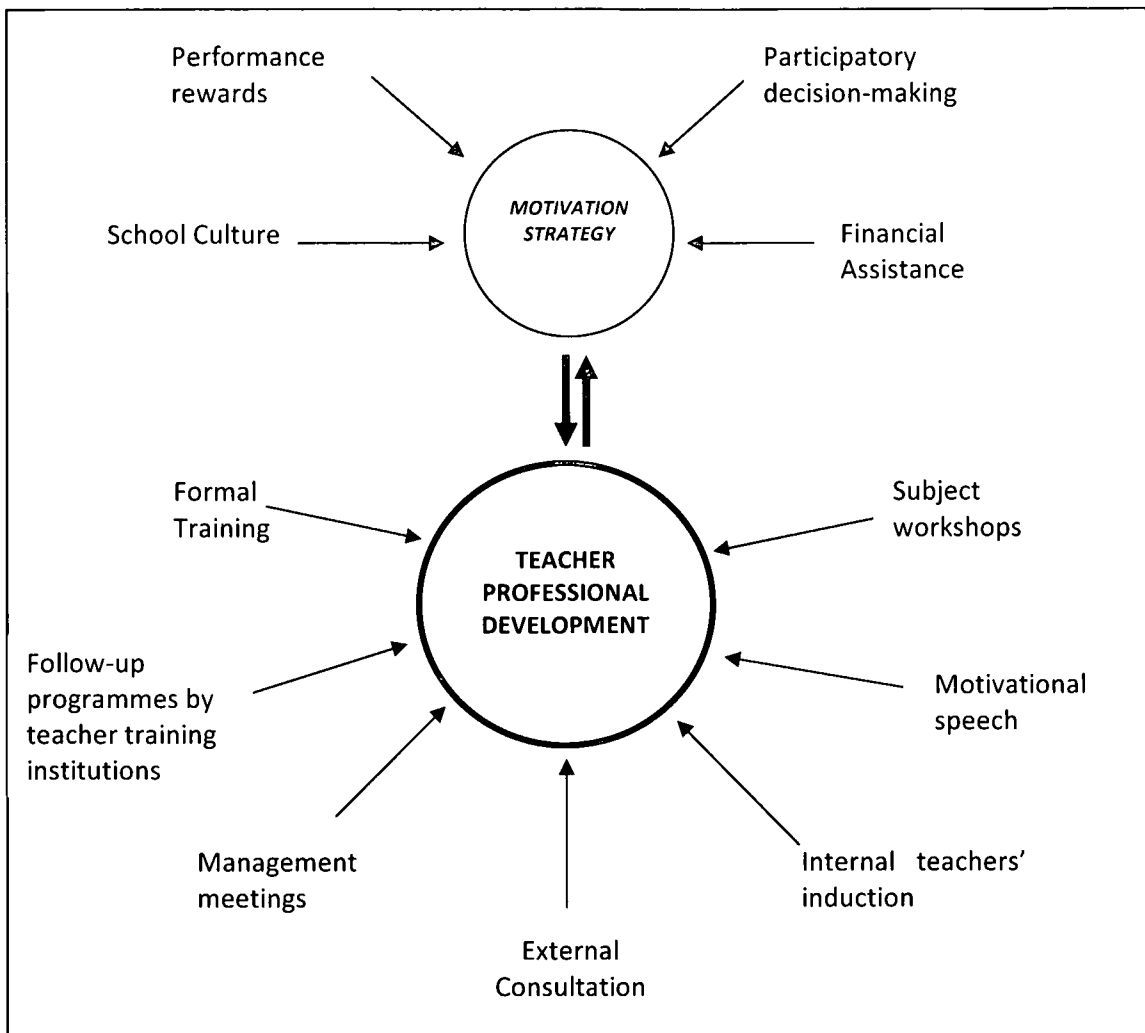 Performance
rewards
Participatory
decision-making
MOTIVATION
STRATEGY
School Culture
Financial
Assistance
Formal
Training
Subject
workshops
TEACHER
PROFESSIONAL
DEVELOPMENT
Follow-up
programmes by
teacher training
institutions
Motivational
speech
Management
meetings
Internal teachers'
induction
External
Consultation